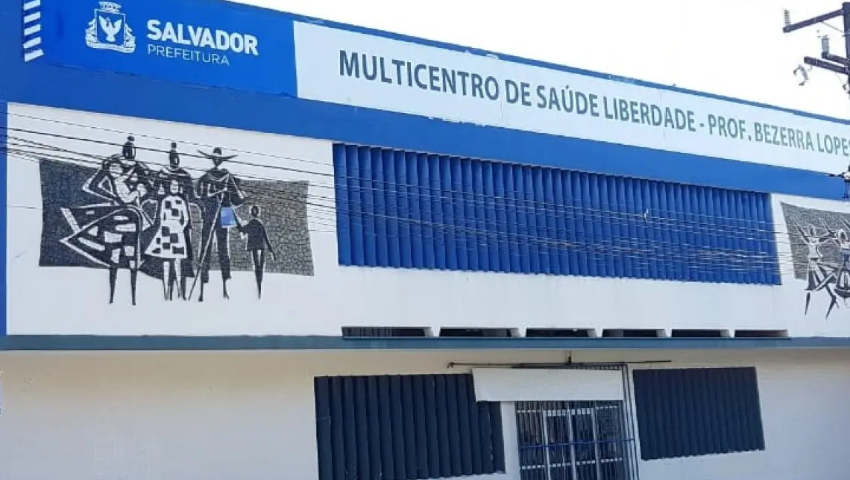 SALVADOR
PREFEITURA
MULTICENTRO DE SAÚDE LIBERDADE - PROF. BEZERRA LOPES